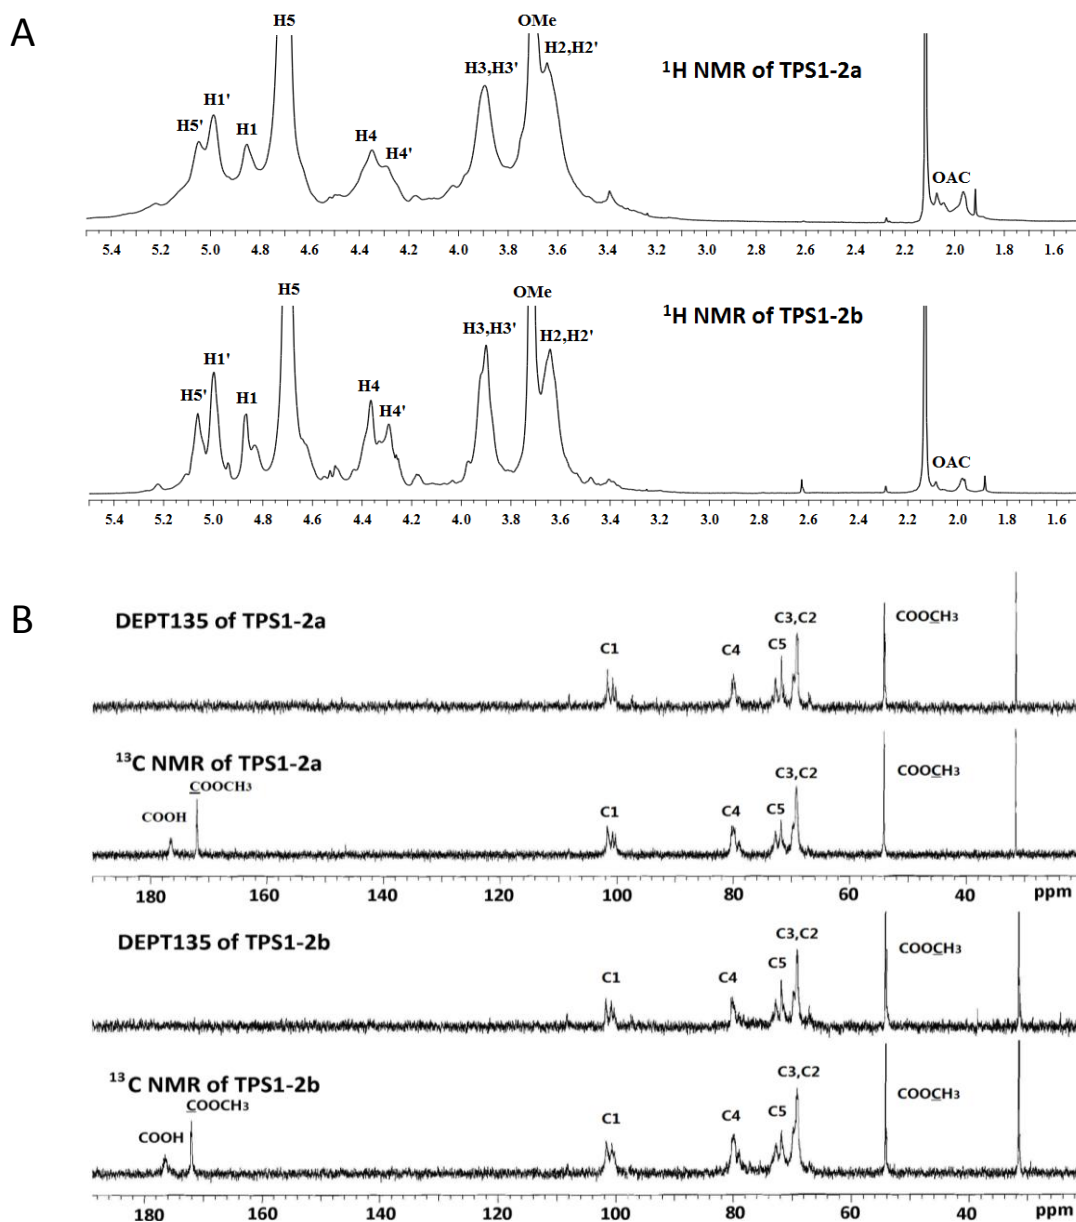 A
H5
OMe
H2,H2'
H3,H3'
¹H NMR of TPS1-2a
H1'
H5'
H1
H4
H4'
OAC
5.4 5.2 5.0 4.8 4.6 4.4 4.2 4.0 3.8 3.6 3.4 3.2 3.0 2.8 2.6 2.4 2.2 2.0 1.8 1.6
H5
OMe
¹H NMR of TPS1-2b
H3,H3'
H2,H2'
H1'
H5'
H1
H4
H4'
OAC
5.4 5.2 5.0 4.8 4.6 4.4 4.2 4.0 3.8 3.6 3.4 3.2 3.0 2.8 2.6 2.4 2.2 2.0 1.8 1.6
B
DEPT135 of TPS1-2a
C3,C2
COOCH3
C1
C4
C5
¹³C NMR of TPS1-2a
COOCH3
COOH
C3,C2
COOCH3
C1
C4
C5
180 160 140 120 100 80 60 40 ppm
DEPT135 of TPS1-2b
C3,C2
COOCH3
C1
C4
C5
¹³C NMR of TPS1-2b
COOCH3
COOH
C3,C2
COOCH3
C1
C4
C5
180 160 140 120 100 80 60 40 ppm